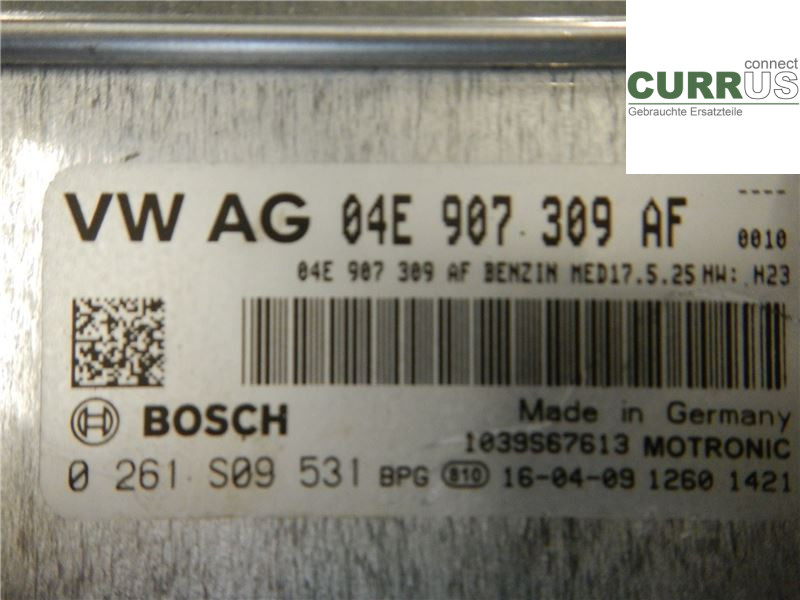 connect
CURRUS
Gebrauchte Ersatzteile
----
VW AG 04E 907 309 AF 0010
04E 907 309 AF BENZIN MED17.5.25 HW: H23
BOSCH Made in Germany
1039S67613 MOTRONIC
0 261 S09 531 BPG 810 16-04-09 1260 1421